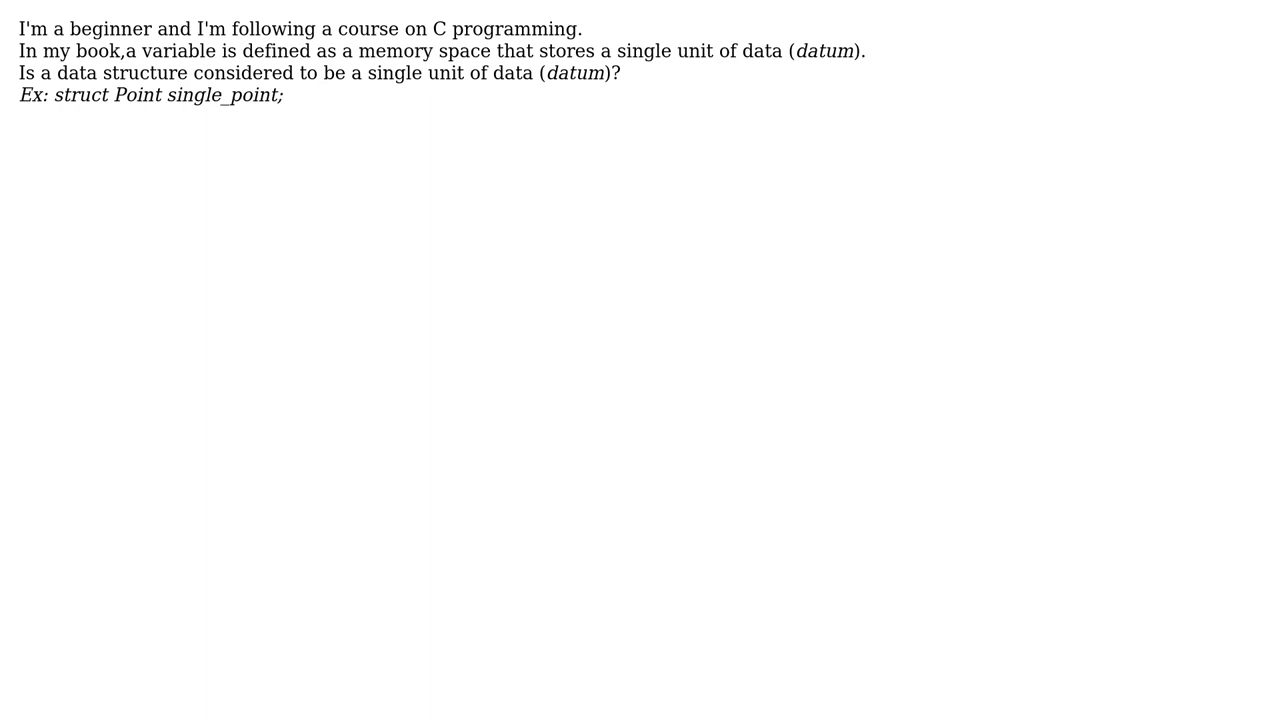 I'm a beginner and I'm following a course on C programming.
In my book,a variable is defined as a memory space that stores a single unit of data (datum).
Is a data structure considered to be a single unit of data (datum)?
Ex: struct Point single_point;